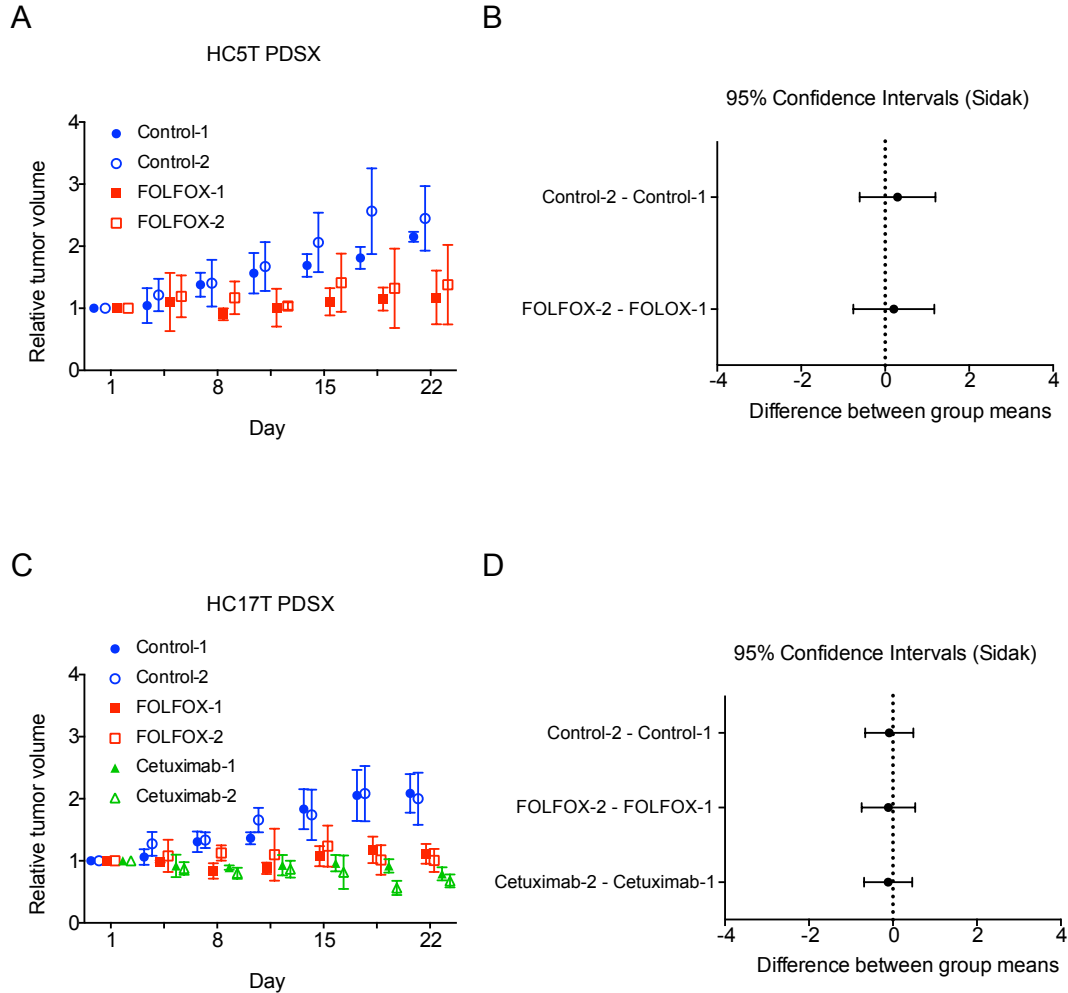 A
HC5T PDSX
Relative tumor volume
4
3
2
1
0
Control-1
Control-2
FOLFOX-1
FOLFOX-2
1
8
15
22
Day
B
95% Confidence Intervals (Sidak)
Control-2 - Control-1
FOLFOX-2 - FOLOX-1
-4
-2
0
2
4
Difference between group means
C
HC17T PDSX
Relative tumor volume
4
3
2
1
0
Control-1
Control-2
FOLFOX-1
FOLFOX-2
Cetuximab-1
Cetuximab-2
1
8
15
22
Day
D
95% Confidence Intervals (Sidak)
Control-2 - Control-1
FOLFOX-2 - FOLFOX-1
Cetuximab-2 - Cetuximab-1
-4
-2
0
2
4
Difference between group means